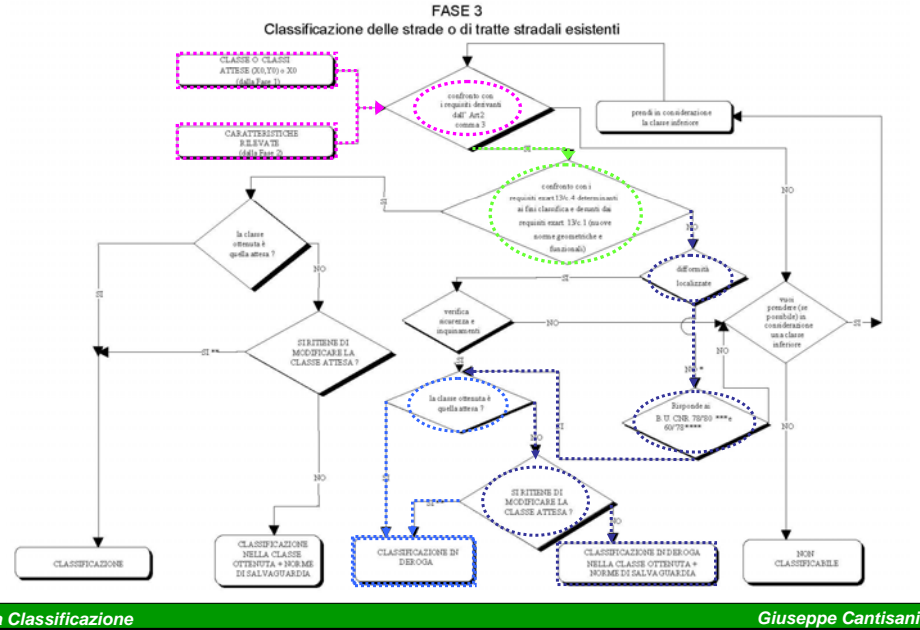 FASE 3
Classificazione delle strade o di tratte stradali esistenti
CLASSE O CLASSI
ATTESE (X0,Y0) o X0
(dalla Fase 1)
CARATTERISTICHE
RILEVATE
(dalla Fase 2)
confronto con
i requisiti derivanti
dall' Art2
comma 3
prendi in considerazione
la classe inferiore
SI
NO
confronto con i
requisiti exart.13/c.4 determinanti
ai fini classifica e desunti dai
requisiti exart. 13/c.1 (nuove
norme geometriche e
funzionali)
SI
NO
la classe
ottenuta è
quella attesa ?
SI
NO
difformità
localizzate
SI
NO *
verifica
sicurezza e
inquinamenti
NO
SI
vuoi
prendere (se
possibile) in
considerazione
una classe
inferiore
SI
NO
SI RITIENE DI
MODIFICARE LA
CLASSE ATTESA ?
SI **
NO
Risponde ai
B.U. CNR 78/80 *** e
60/78****
NO
la classe ottenuta è
quella attesa ?
SI
NO
SI RITIENE DI
MODIFICARE LA
CLASSE ATTESA ?
NO
CLASSIFICAZIONE
CLASSIFICAZIONE
NELLA CLASSE
OTTENUTA + NORME
DI SALVAGUARDIA
CLASSIFICAZIONE IN
DEROGA
CLASSIFICAZIONE IN DEROGA
NELLA CLASSE OTTENUTA +
NORME DI SALVAGUARDIA
NON
CLASSIFICABILE
a Classificazione
Giuseppe Cantisani